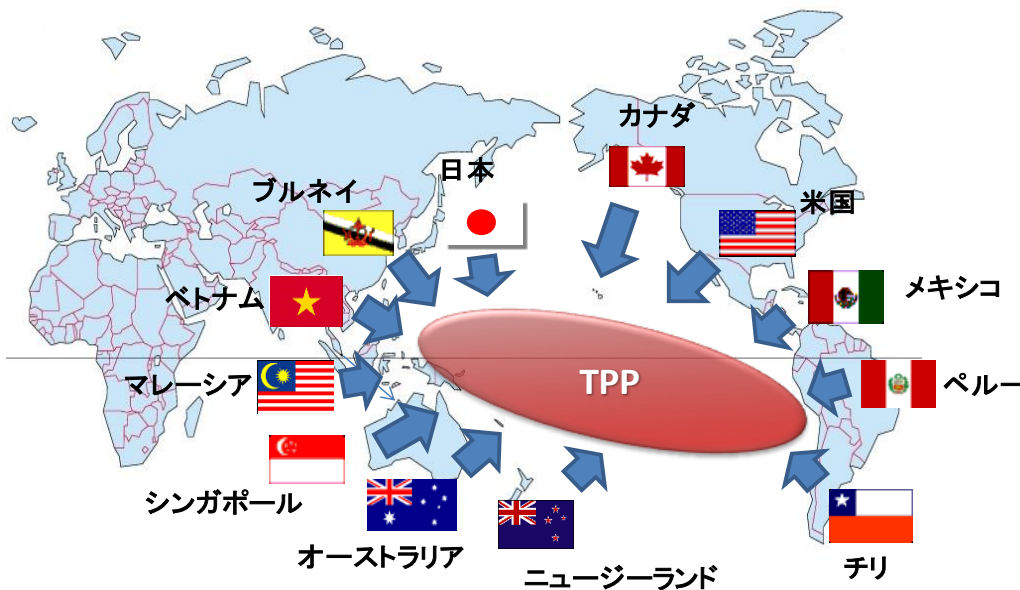 カナダ
日本
ブルネイ
米国
ベトナム
メキシコ
TPP
マレーシア
ペルー
シンガポール
オーストラリア
ニュージーランド
チリ